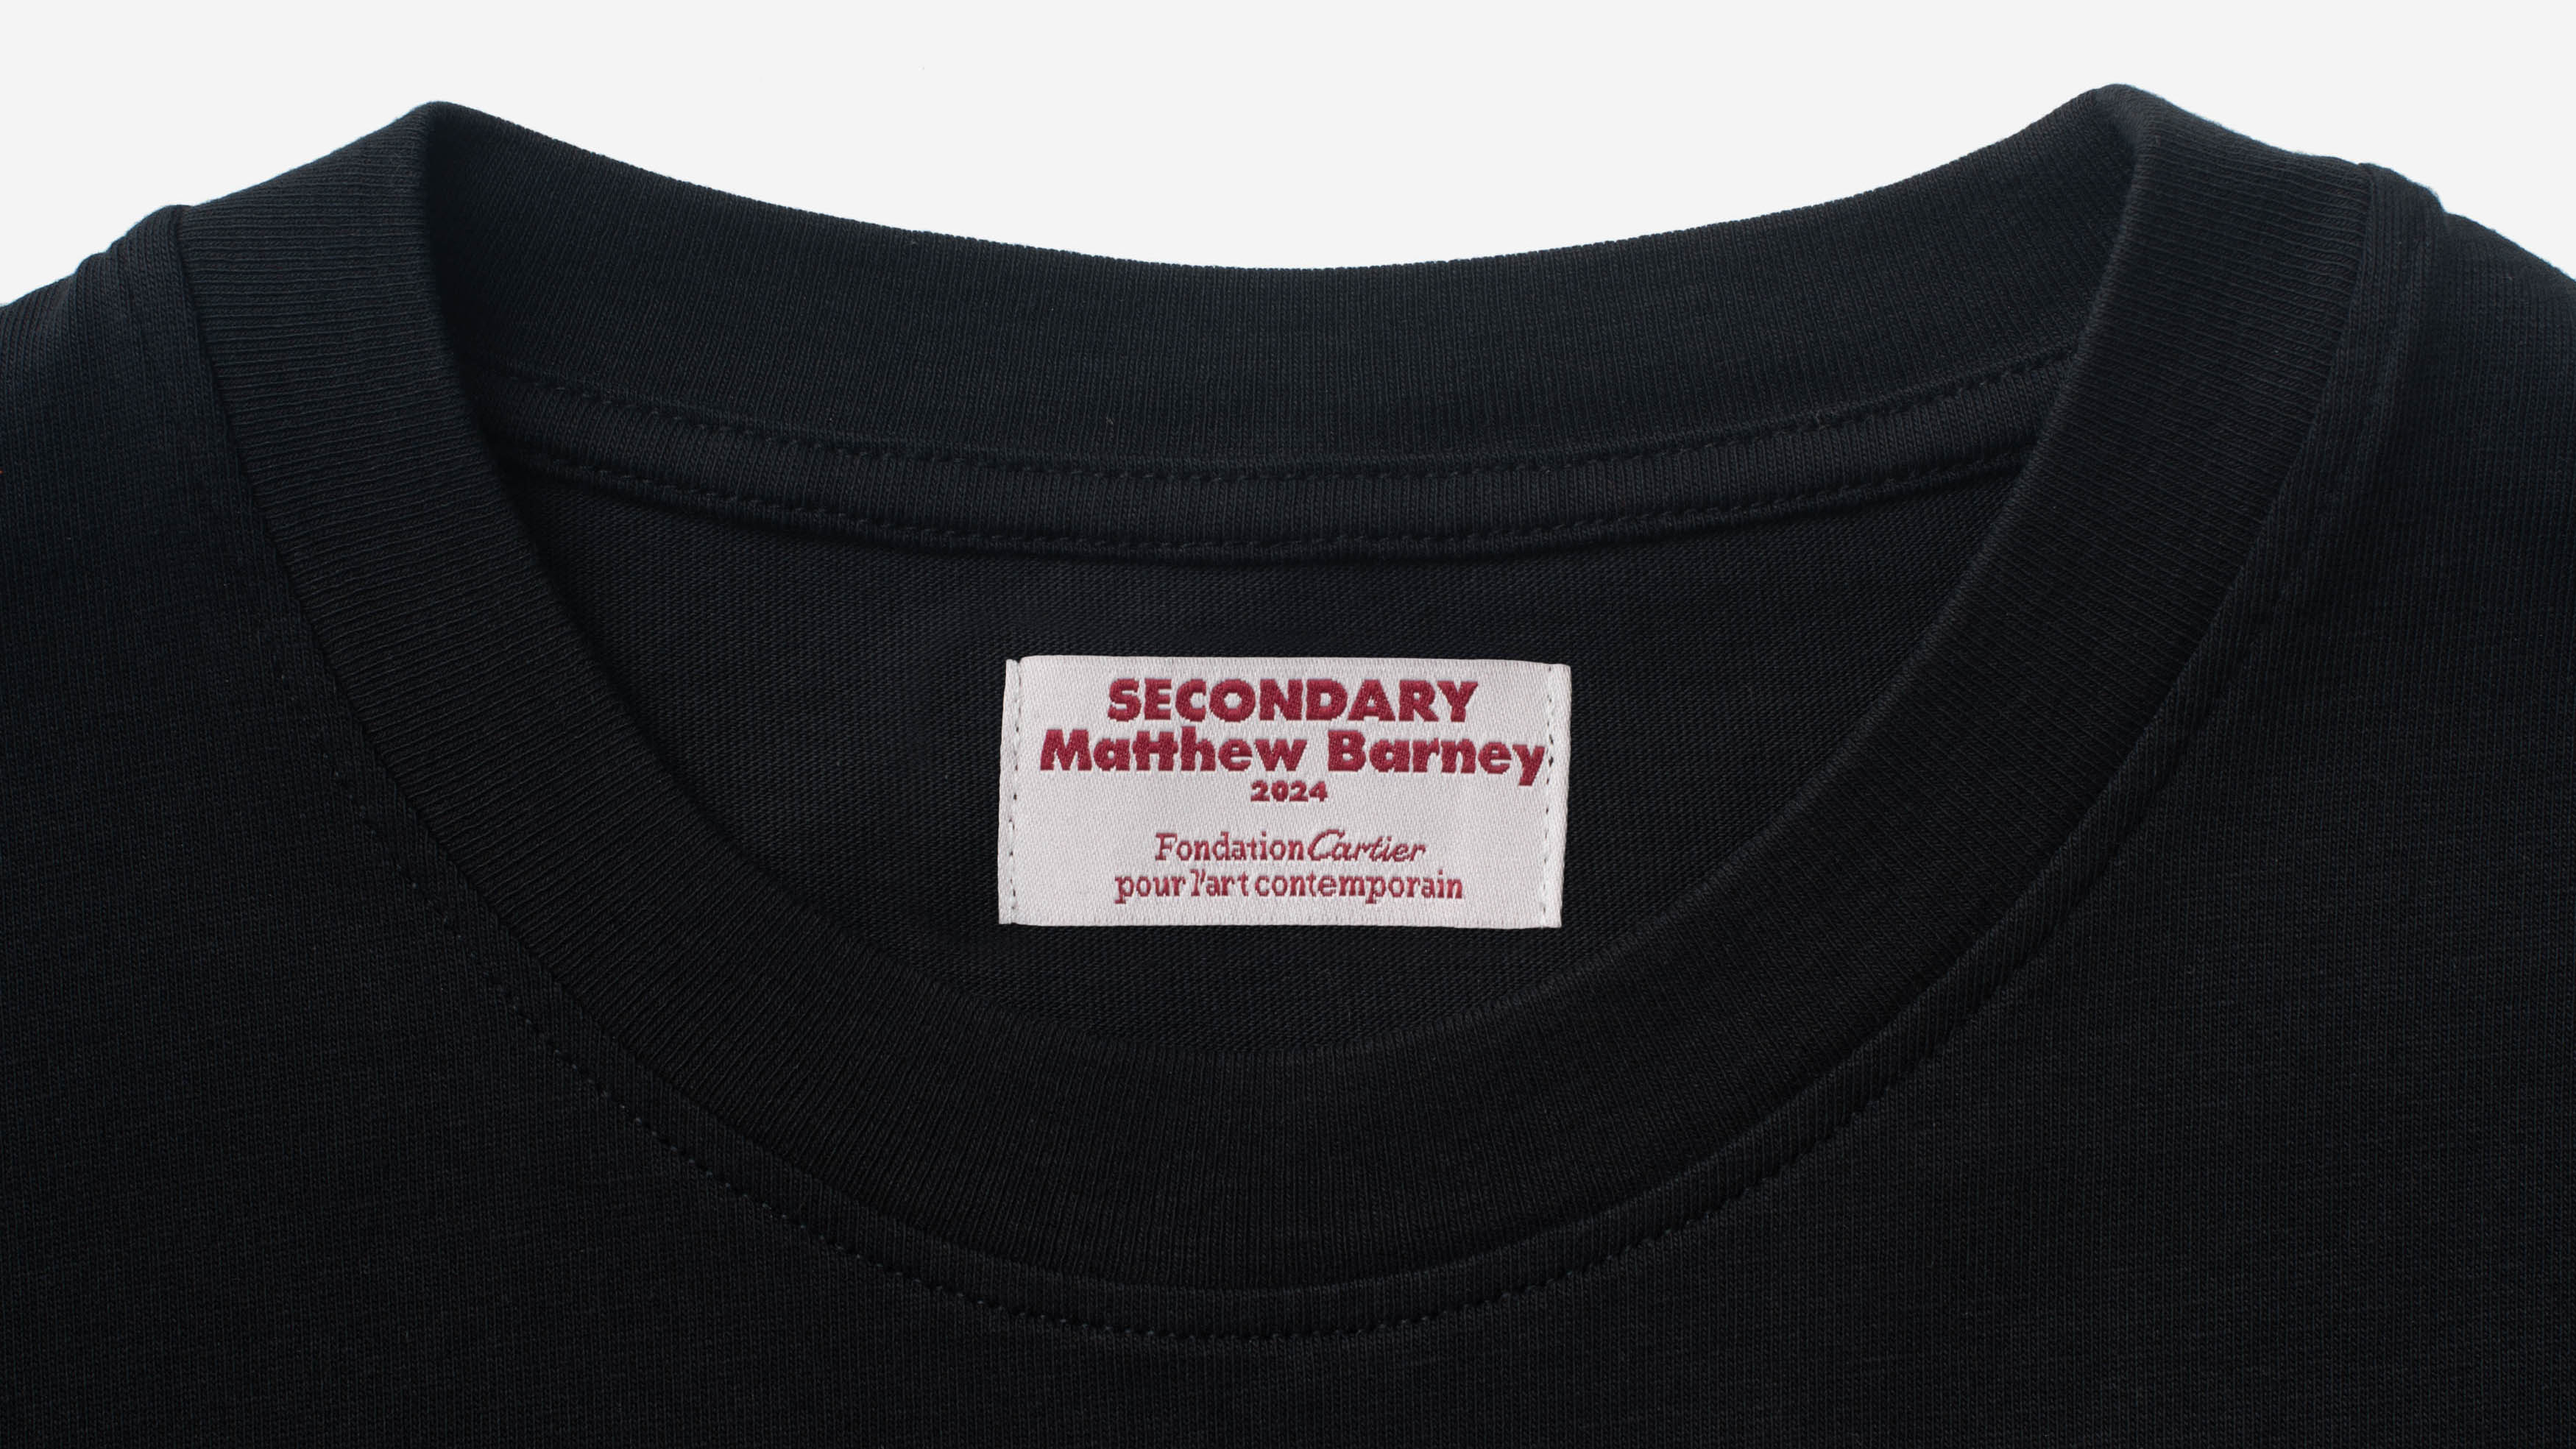 SECONDARY
Matthew Barney
2024
Fondation Cartier
pour l'art contemporain